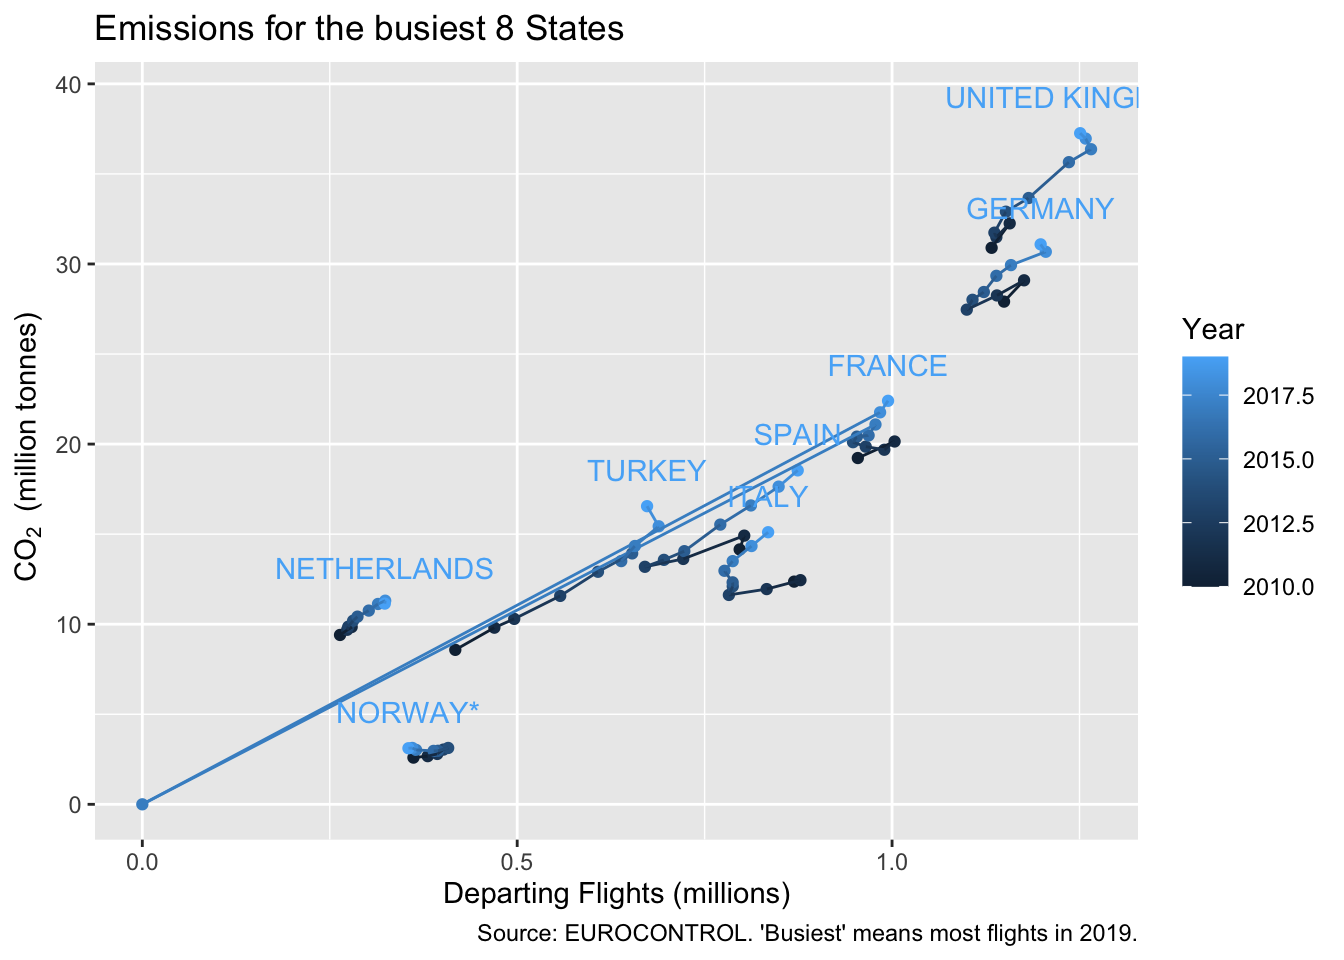 Emissions for the busiest 8 States
40
30
20
10
0
CO2 (million tonnes)
UNITED KINGI
GERMANY
FRANCE
SPAIN
TURKEY
ITALY
NETHERLANDS
NORWAY*
0.0 0.5 1.0
Departing Flights (millions)
Year
2017.5
2015.0
2012.5
2010.0
Source: EUROCONTROL. 'Busiest' means most flights in 2019.